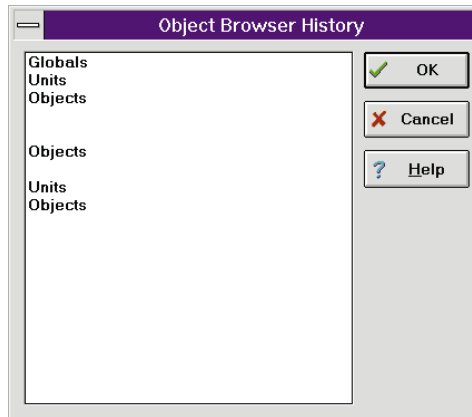 Object Browser History
Globals
Units
Objects
Objects
Units
Objects
OK
Cancel
Help